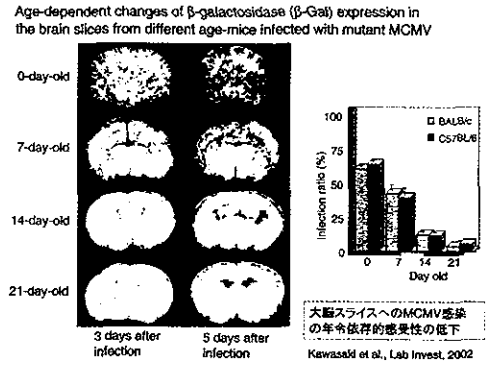 Age-dependent changes of β-galactosidase (β-Gal) expression in
the brain slices from different age-mice infected with mutant MCMV
0-day-old
7-day-old
14-day-old
21-day-old
3 days after
infection
5 days after
infection
100
75
50
25
0
Infection ratio (%)
BALB/c
C57BL/6
0 7 14 21
Day old
大脳スライスへのMCMV感染
の年令依存的感受性の低下
Kawasaki et al., Lab Invest, 2002